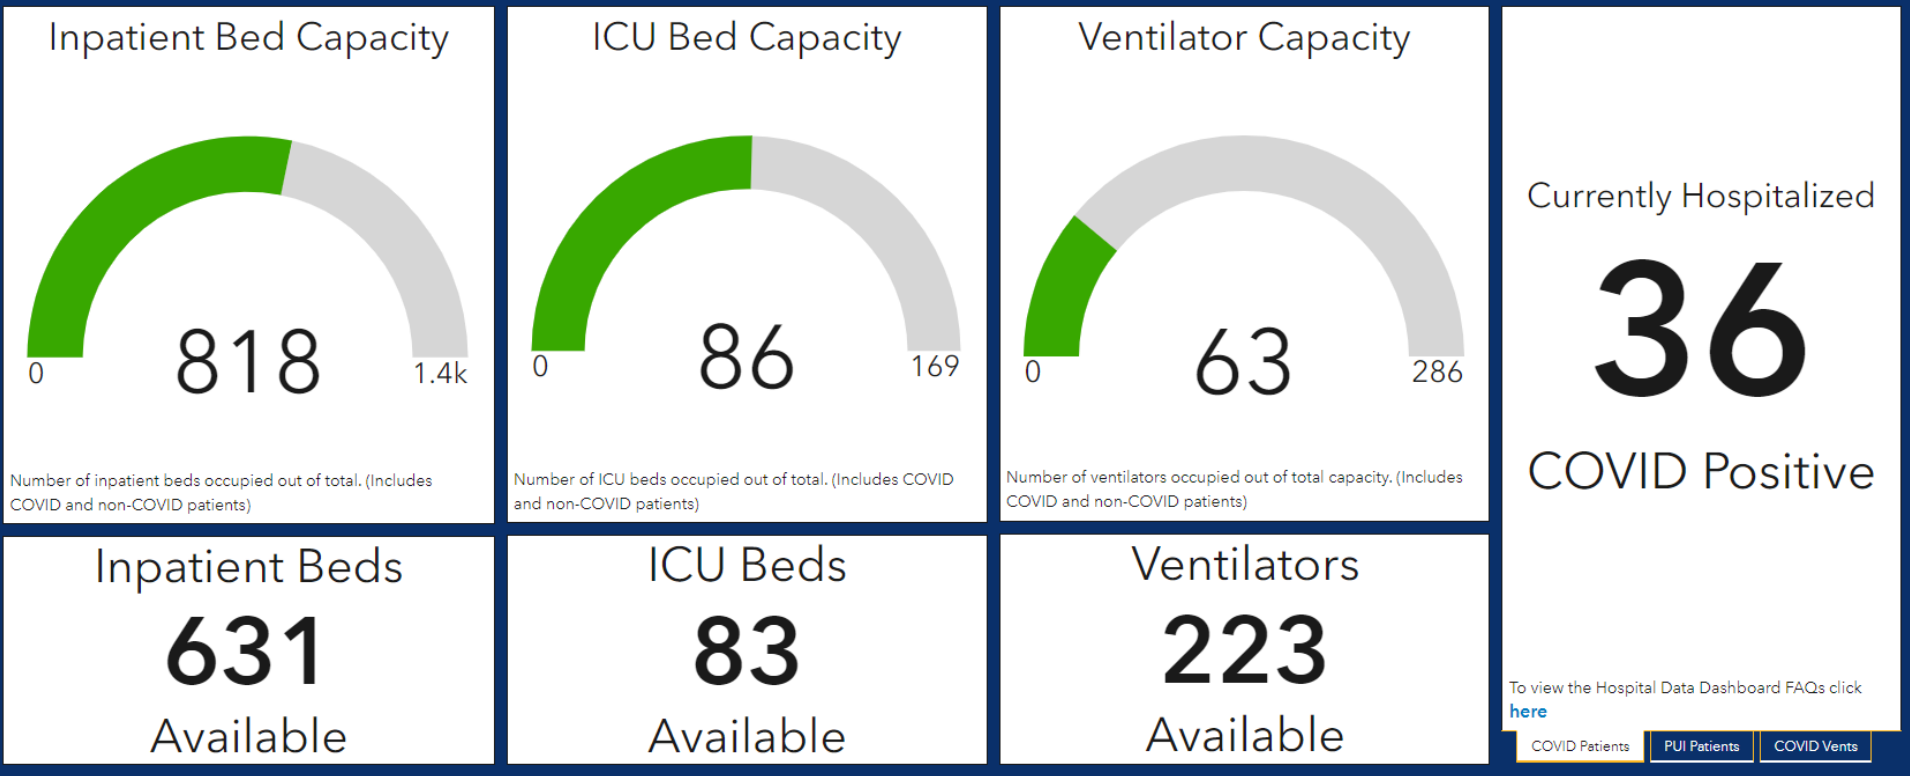 Inpatient Bed Capacity
818
0
1.4k
Number of inpatient beds occupied out of total. (Includes
COVID and non-COVID patients)
ICU Bed Capacity
86
0
169
Number of ICU beds occupied out of total. (Includes COVID
and non-COVID patients)
Ventilator Capacity
63
0
286
Number of ventilators occupied out of total capacity. (Includes
COVID and non-COVID patients)
Inpatient Beds
631
Available
ICU Beds
83
Available
Ventilators
223
Available
Currently Hospitalized
36
COVID Positive
To view the Hospital Data Dashboard FAQs click
here
COVID Patients
PUI Patients
COVID Vents